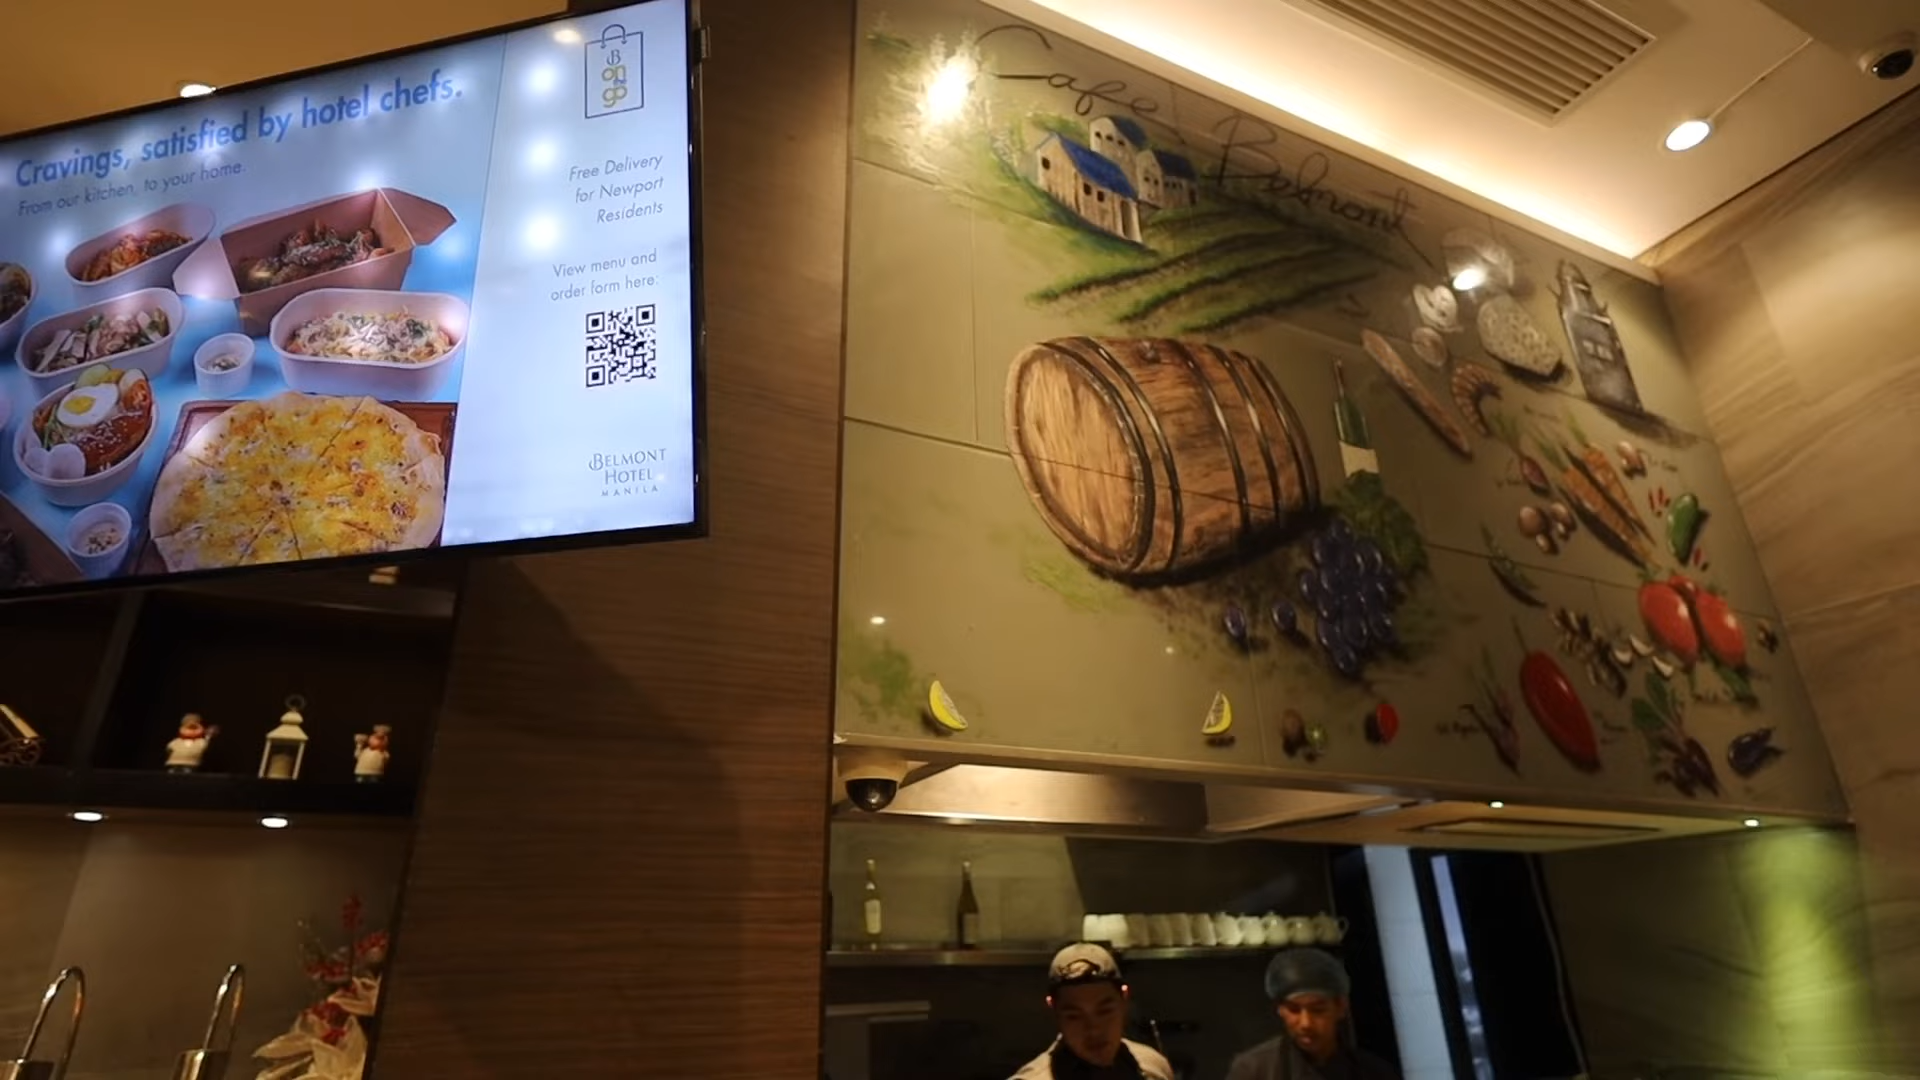 Cravings, satisfied by hotel chefs.
From our kitchen, to your home.
B
on
the
go
Free Delivery
for Newport
Residents
View menu and
order form here:
BELMONT
HOTEL
MANILA
Cafe Belmont